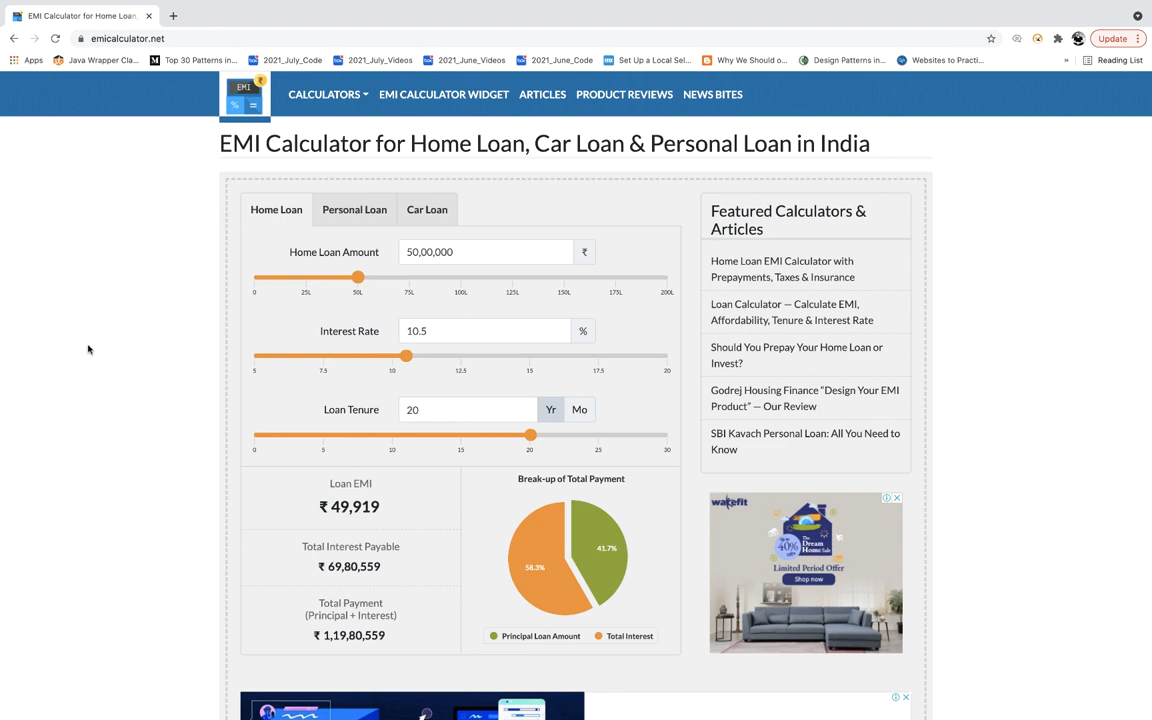 EMI Calculator for Home Loan,
emicalculator.net
Update
Apps
Java Wrapper Cla...
Top 30 Patterns in...
2021_July_Code
2021_July_Videos
2021_June_Videos
2021_June_Code
Set Up a Local Sel...
Why We Should o...
Design Patterns in...
Websites to Practi...
»
Reading List
EMI ₹
% =
CALCULATORS
EMI CALCULATOR WIDGET
ARTICLES
PRODUCT REVIEWS
NEWS BITES
EMI Calculator for Home Loan, Car Loan & Personal Loan in India
Home Loan
Personal Loan
Car Loan
Home Loan Amount 50,00,000 ₹
0 25L 50L 75L 100L 125L 150L 175L 200L
Interest Rate 10.5 %
5 7.5 10 12.5 15 17.5 20
Loan Tenure 20 Yr Mo
0 5 10 15 20 25 30
Loan EMI
₹ 49,919
Total Interest Payable
₹ 69,80,559
Total Payment
(Principal + Interest)
₹ 1,19,80,559
Break-up of Total Payment
41.7%
58.3%
Principal Loan Amount
Total Interest
Featured Calculators &
Articles
Home Loan EMI Calculator with
Prepayments, Taxes & Insurance
Loan Calculator — Calculate EMI,
Affordability, Tenure & Interest Rate
Should You Prepay Your Home Loan or
Invest?
Godrej Housing Finance “Design Your EMI
Product” — Our Review
SBI Kavach Personal Loan: All You Need to
Know
wakefit
40%
The
Dream
Home Sale
Limited Period Offer
Shop now